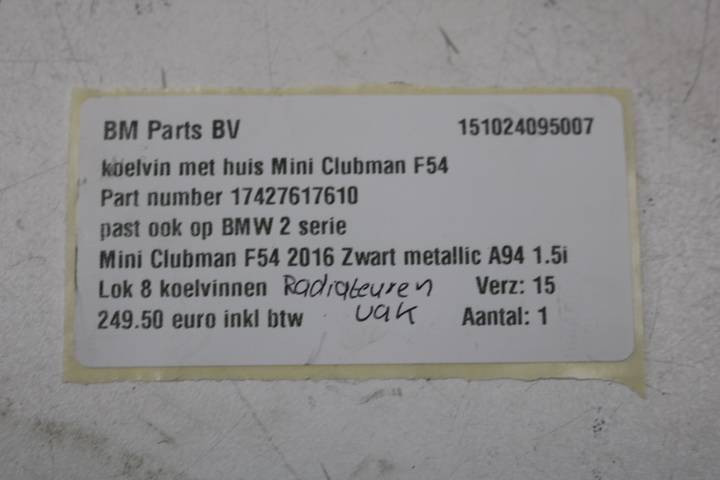 BM Parts BV 151024095007
koelvin met huis Mini Clubman F54
Part number 17427617610
past ook op BMW 2 serie
Mini Clubman F54 2016 Zwart metallic A94 1.5i
Lok 8 koelvinnen Radiateuren Verz: 15
249.50 euro inkl btw vak Aantal: 1